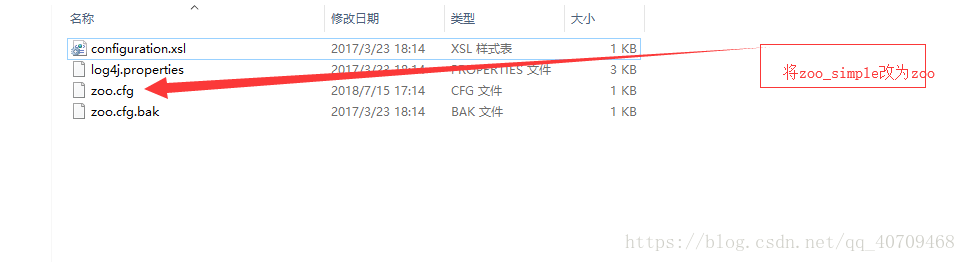 名称 修改日期 类型 大小
configuration.xsl 2017/3/23 18:14 XSL 样式表 1 KB
log4j.properties 2017/3/23 18:14 PROPERTIES 文件 3 KB
将zoo_simple改为zoo
zoo.cfg 2018/7/15 17:14 CFG 文件 1 KB
zoo.cfg.bak 2017/3/23 18:14 BAK 文件 1 KB
https://blog.csdn.net/qq_40709468